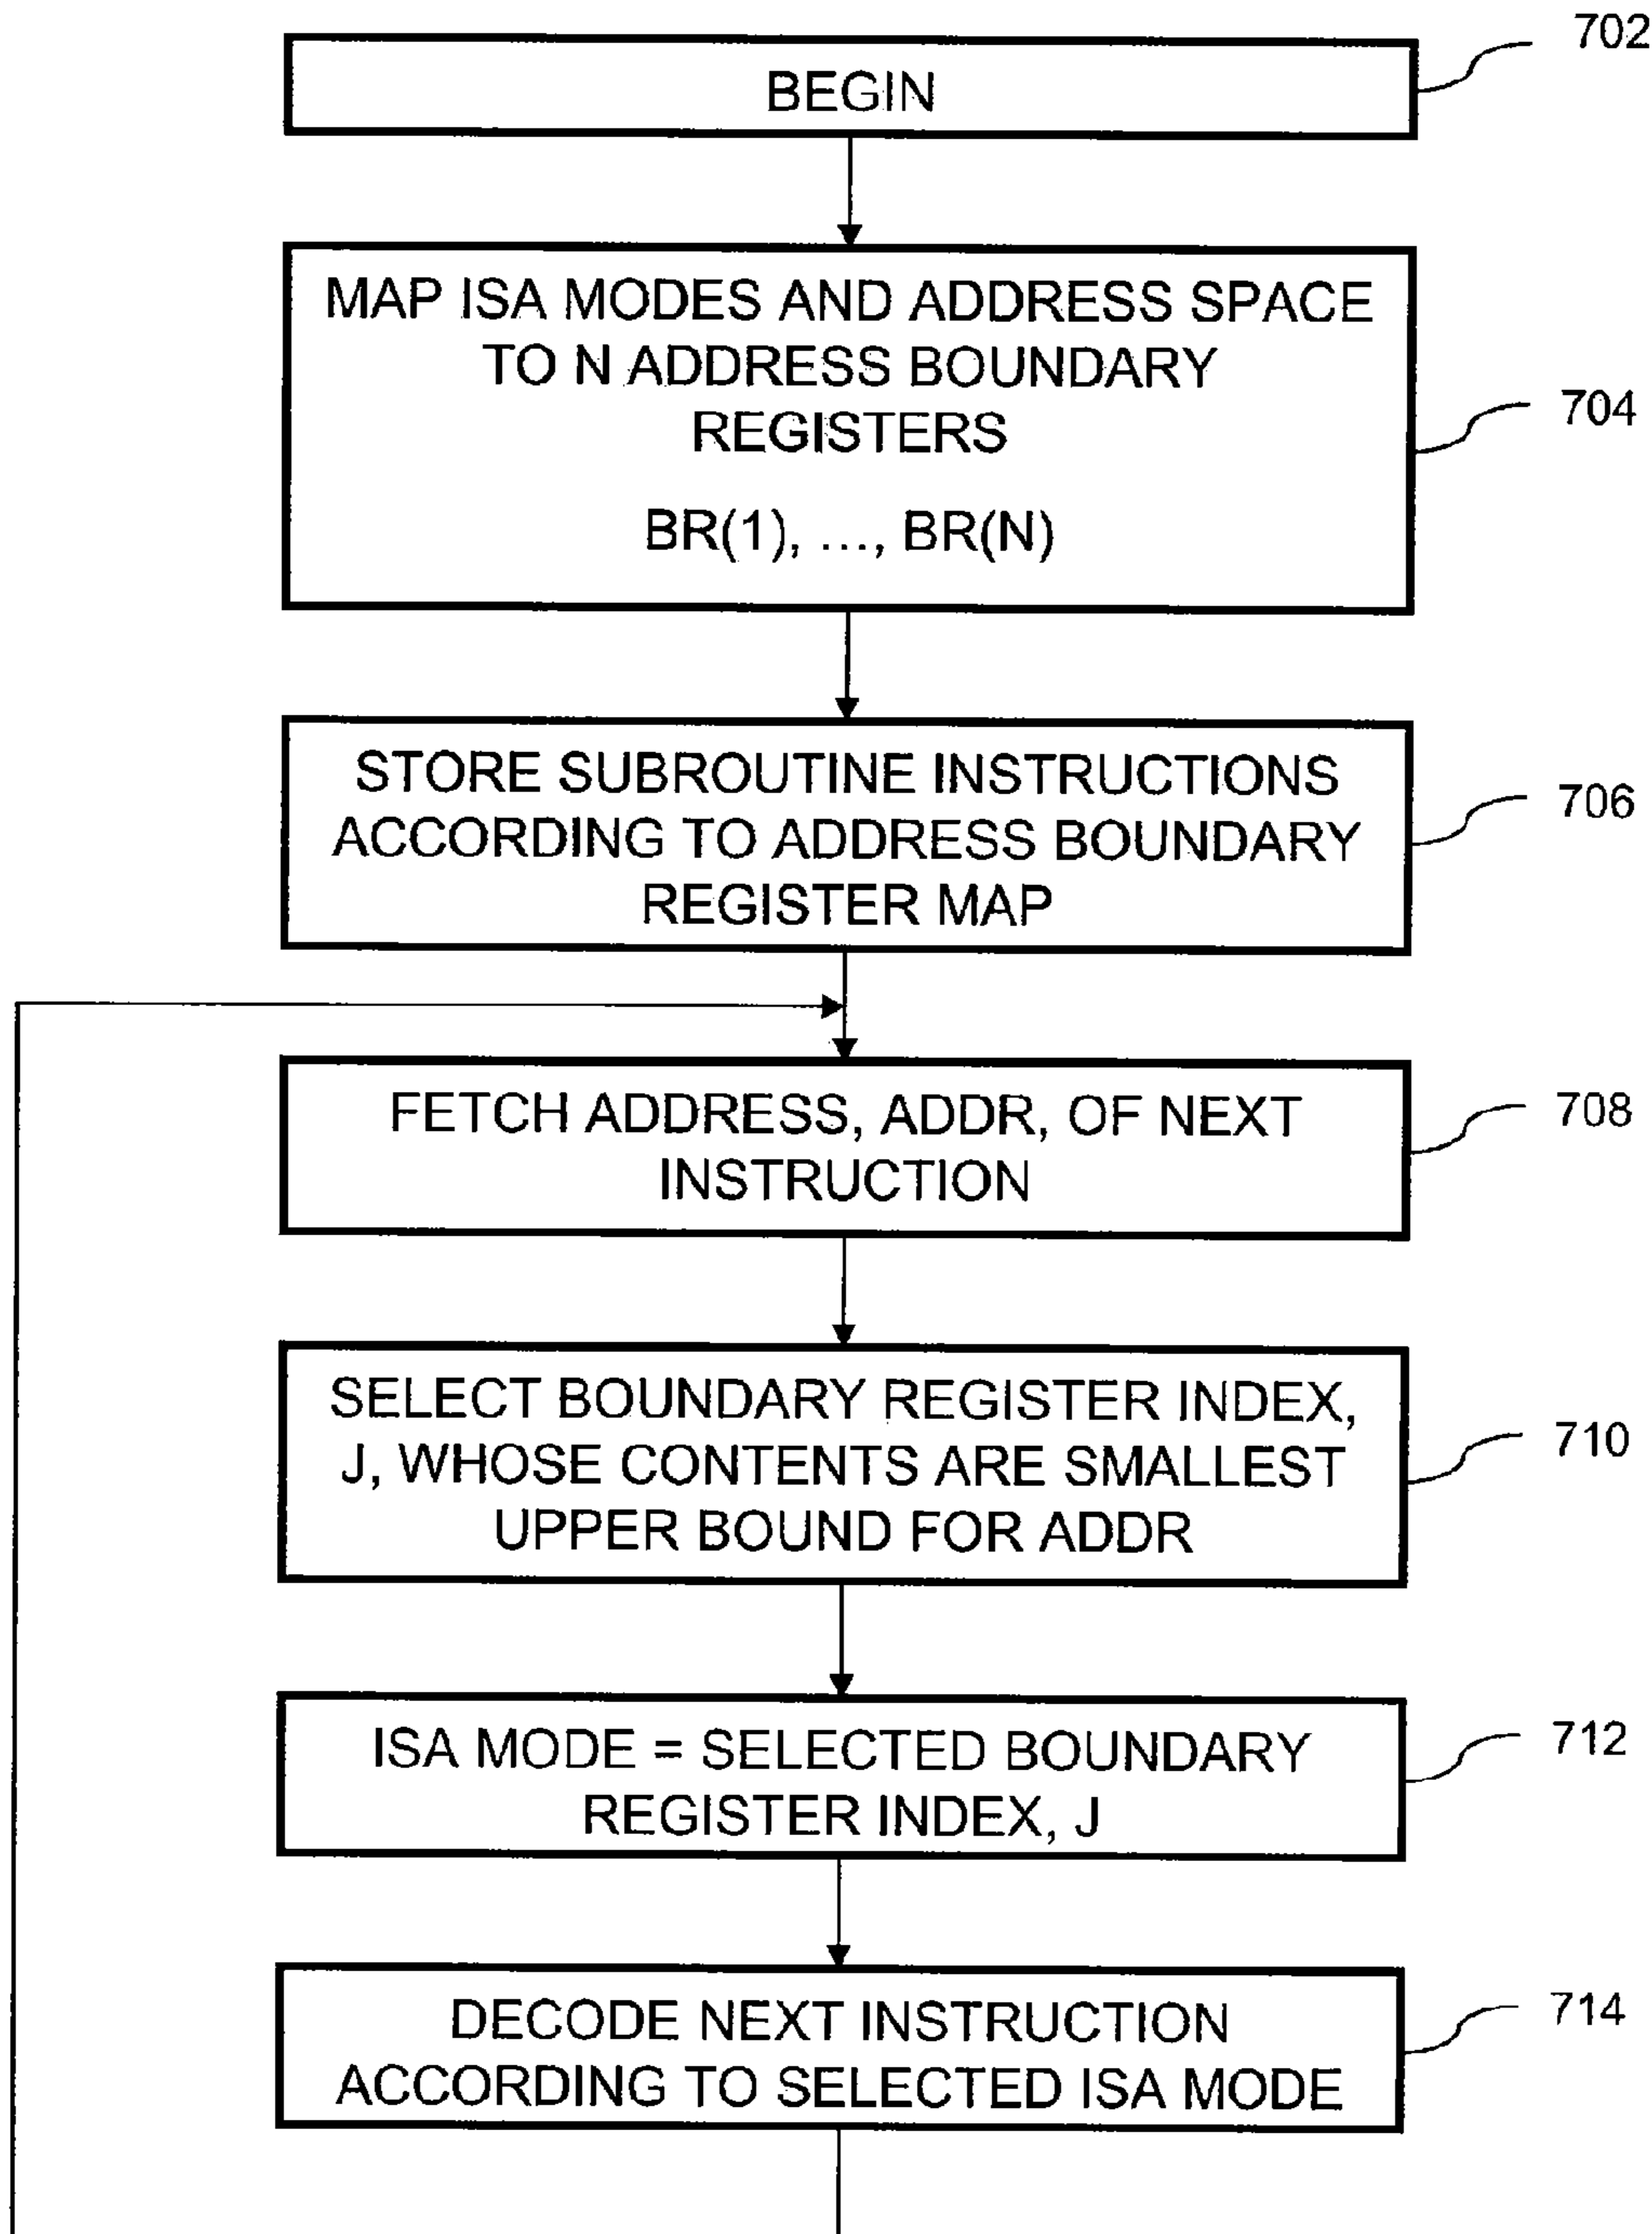 702
BEGIN
MAP ISA MODES AND ADDRESS SPACE
TO N ADDRESS BOUNDARY
REGISTERS
BR(1), ..., BR(N)
704
STORE SUBROUTINE INSTRUCTIONS
ACCORDING TO ADDRESS BOUNDARY
REGISTER MAP
706
FETCH ADDRESS, ADDR, OF NEXT
INSTRUCTION
708
SELECT BOUNDARY REGISTER INDEX,
J, WHOSE CONTENTS ARE SMALLEST
UPPER BOUND FOR ADDR
710
ISA MODE = SELECTED BOUNDARY
REGISTER INDEX, J
712
DECODE NEXT INSTRUCTION
ACCORDING TO SELECTED ISA MODE
714